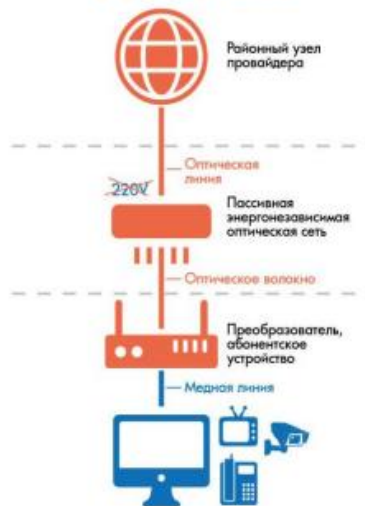 Районный узел
провайдера
Оптическая
линия
220V
Пассивная
энергонезависимая
оптическая сеть
Оптическое волокно
Преобразователь,
абонентское
устройство
Медная линия